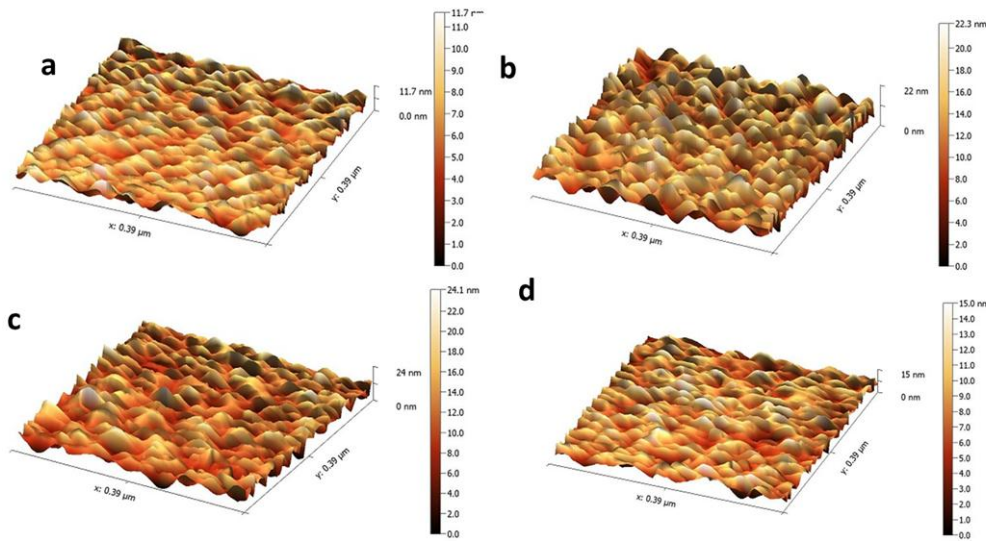 a
11.7 nm
0.0 nm
x: 0.39 µm
y: 0.39 µm
11.7 nm
11.0
10.0
9.0
8.0
7.0
6.0
5.0
4.0
3.0
2.0
1.0
0.0
b
22 nm
0 nm
x: 0.39 µm
y: 0.39 µm
22.3 nm
20.0
18.0
16.0
14.0
12.0
10.0
8.0
6.0
4.0
2.0
0.0
c
24 nm
0 nm
x: 0.39 µm
y: 0.39 µm
24.1 nm
22.0
20.0
18.0
16.0
14.0
12.0
10.0
8.0
6.0
4.0
2.0
0.0
d
15 nm
0 nm
x: 0.39 µm
y: 0.39 µm
15.0 nm
14.0
13.0
12.0
11.0
10.0
9.0
8.0
7.0
6.0
5.0
4.0
3.0
2.0
1.0
0.0